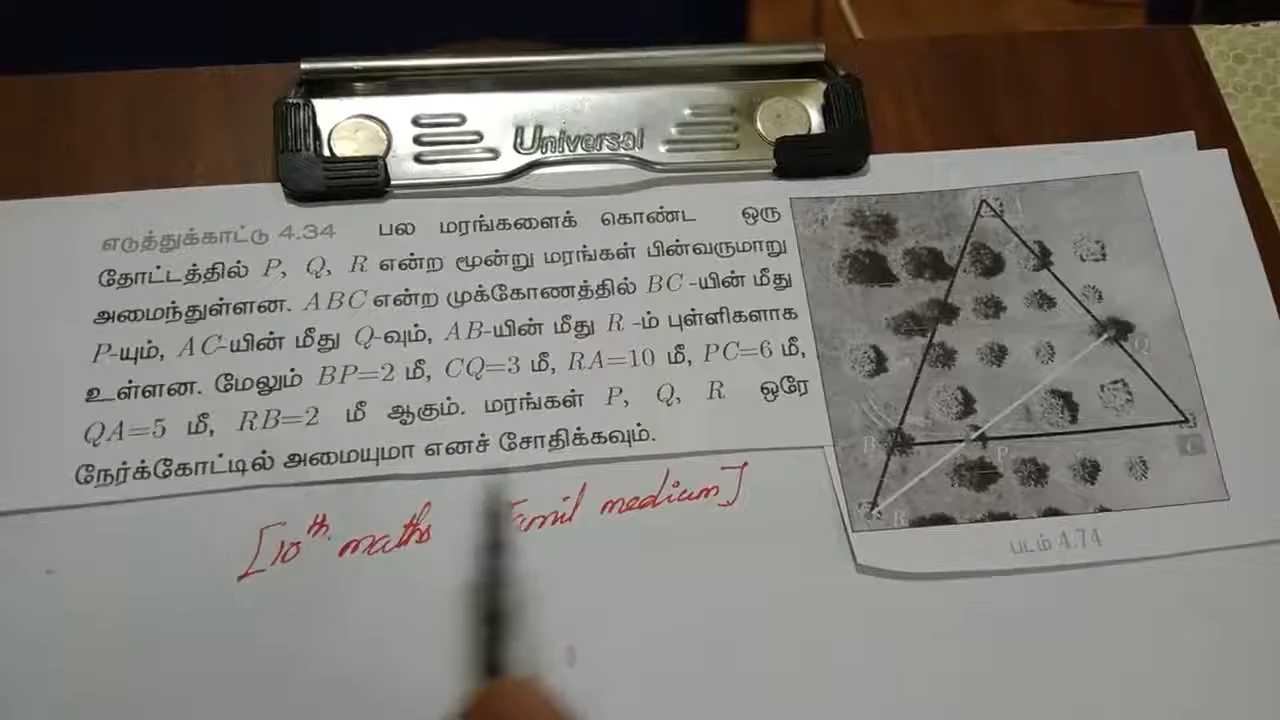 Universal
எடுத்துக்காட்டு 4.34 பல மரங்களைக் கொண்ட ஒரு
தோட்டத்தில் P, Q, R என்ற மூன்று மரங்கள் பின்வருமாறு
அமைந்துள்ளன. ABC என்ற முக்கோணத்தில் BC -யின் மீது
P-யும், AC-யின் மீது Q-வும், AB-யின் மீது R -ம் புள்ளிகளாக
உள்ளன. மேலும் BP=2 மீ, CQ=3 மீ, RA=10 மீ, PC=6 மீ,
QA=5 மீ, RB=2 மீ ஆகும். மரங்கள் P, Q, R ஒரே
நேர்க்கோட்டில் அமையுமா எனச் சோதிக்கவும்.
A
Q
B
P
C
R
படம் 4.74
[10th maths Tamil medium]